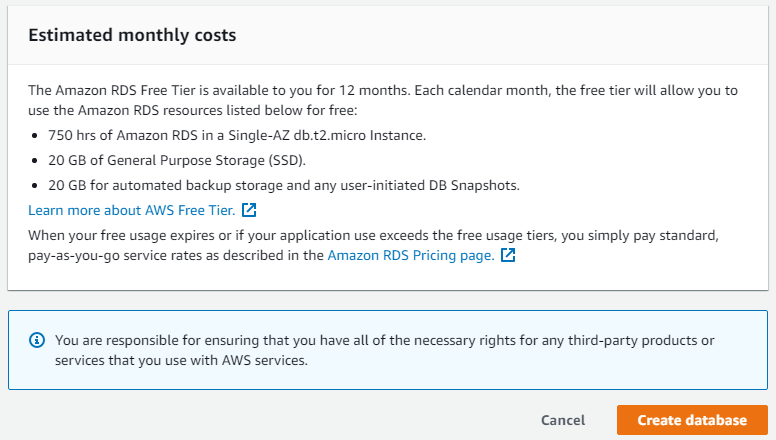 Estimated monthly costs
The Amazon RDS Free Tier is available to you for 12 months. Each calendar month, the free tier will allow you to
use the Amazon RDS resources listed below for free:
• 750 hrs of Amazon RDS in a Single-AZ db.t2.micro Instance.
• 20 GB of General Purpose Storage (SSD).
• 20 GB for automated backup storage and any user-initiated DB Snapshots.
Learn more about AWS Free Tier.
When your free usage expires or if your application use exceeds the free usage tiers, you simply pay standard,
pay-as-you-go service rates as described in the Amazon RDS Pricing page.
You are responsible for ensuring that you have all of the necessary rights for any third-party products or
services that you use with AWS services.
Cancel
Create database